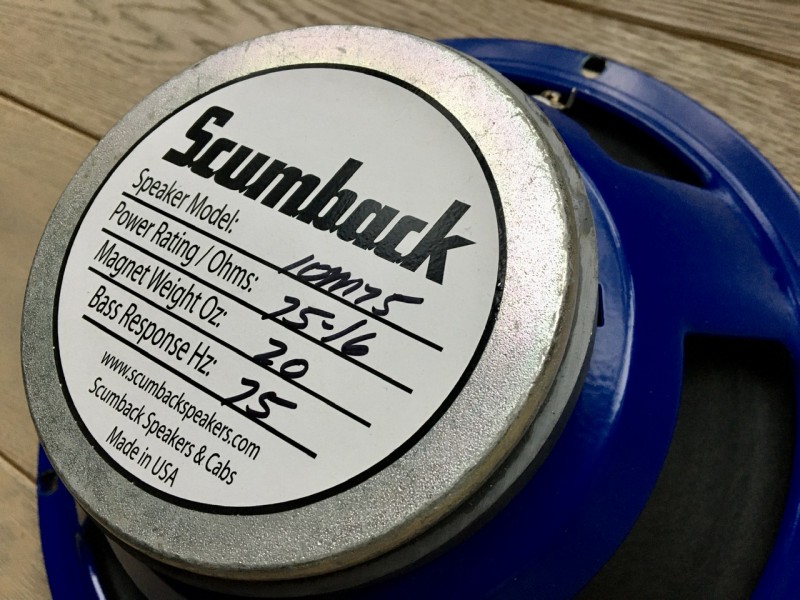 Scumback
Speaker Model: 10M75
Power Rating / Ohms: 75-16
Magnet Weight Oz: 20
Bass Response Hz: 75
www.scumbackspeakers.com
Scumback Speakers & Cabs
Made in USA